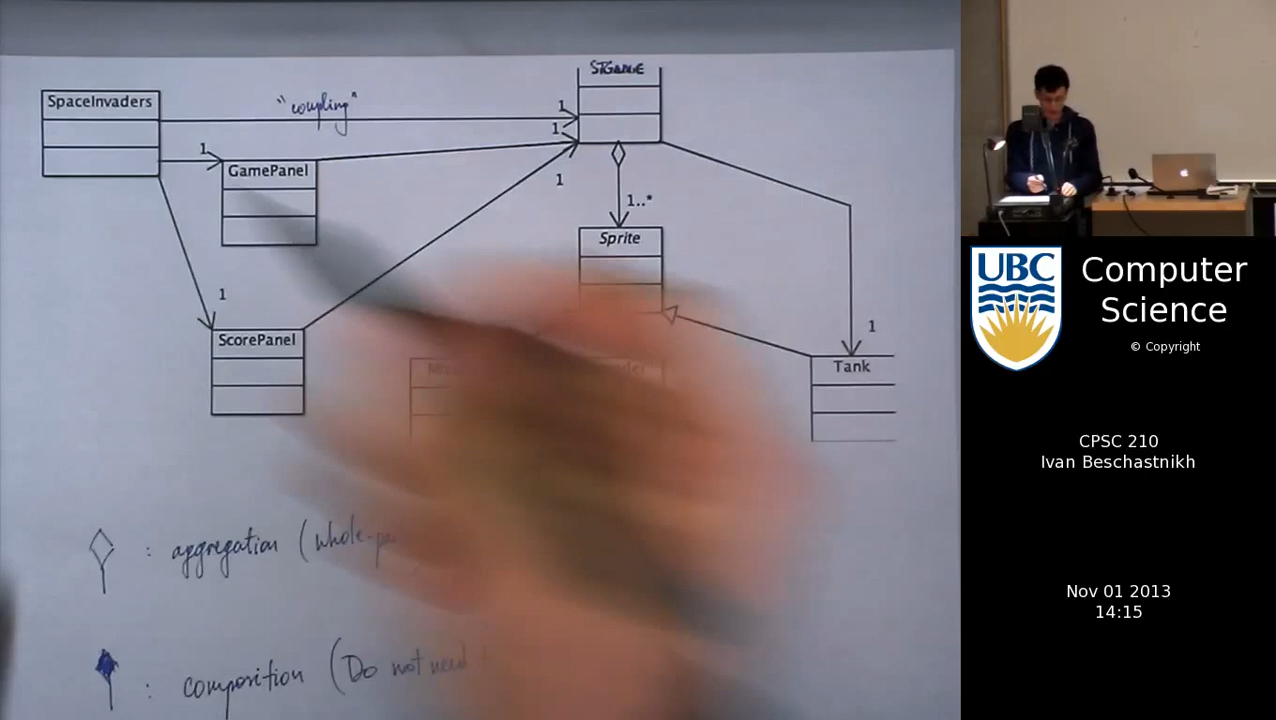 SpaceInvaders
"coupling"
1
1
1
GamePanel
1
1..*
Sprite
1
ScorePanel
1
Tank
: aggregation (whole-pa
: composition (Do not need
UBC
Computer
Science
© Copyright
CPSC 210
Ivan Beschastnikh
Nov 01 2013
14:15